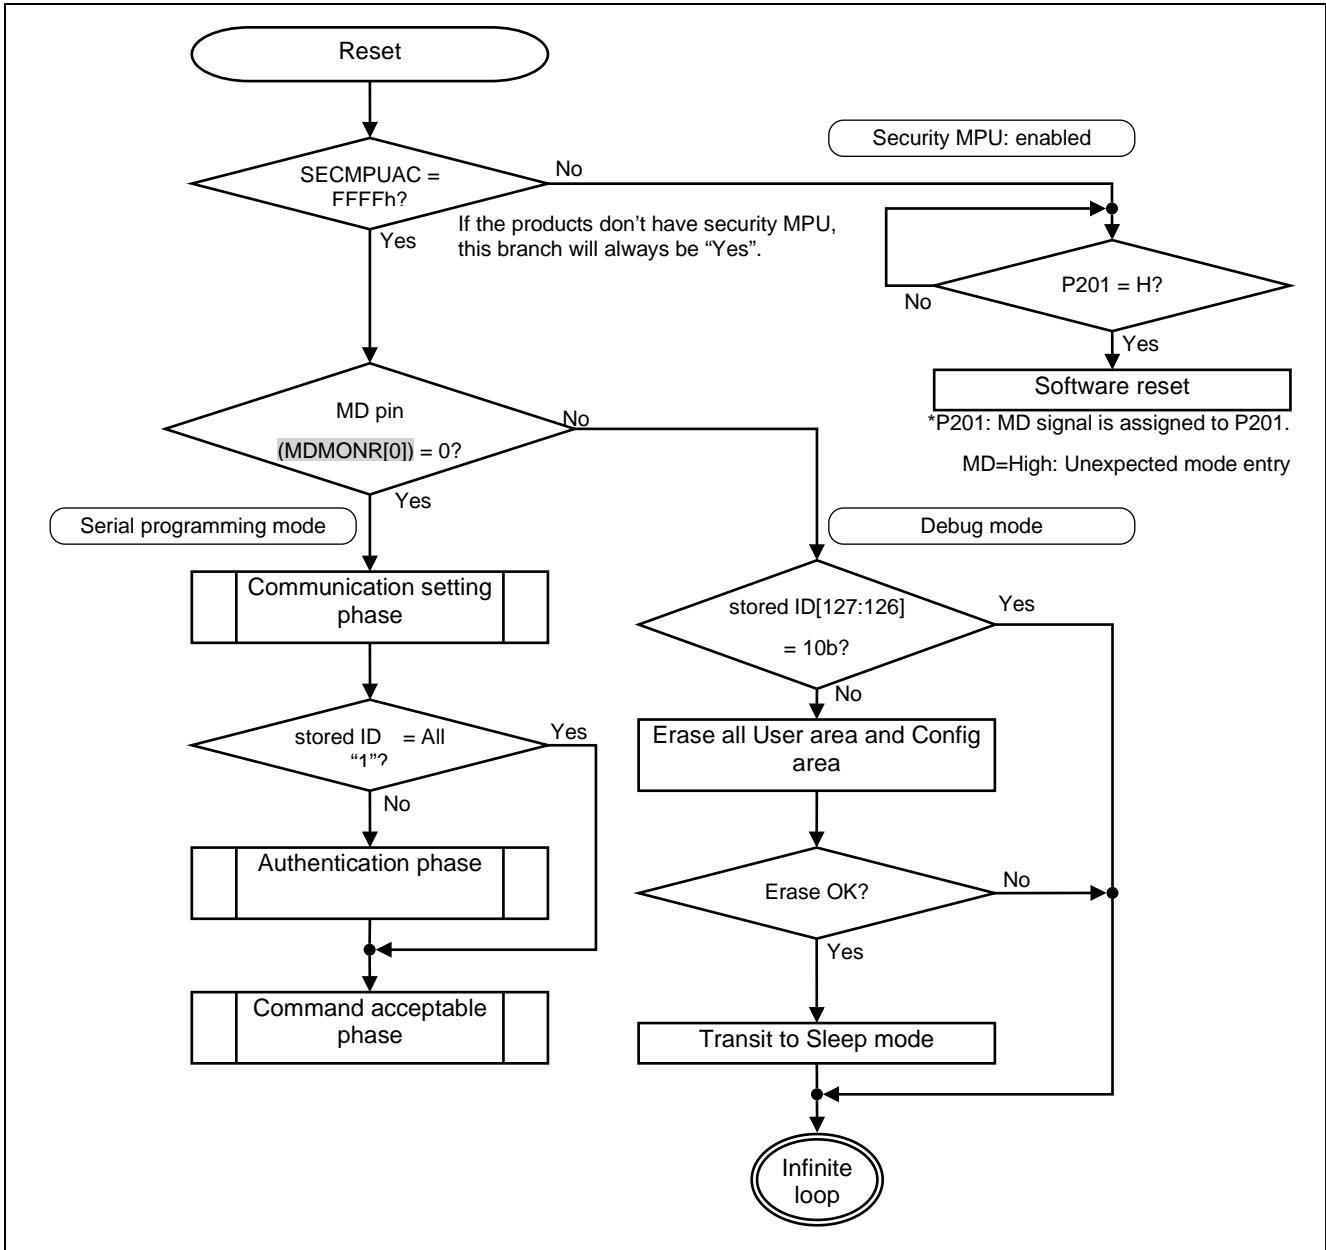 Reset
SECMPUAC =
FFFFh?
No
Security MPU: enabled
If the products don't have security MPU,
this branch will always be “Yes”.
Yes
P201 = H?
No
Yes
Software reset
*P201: MD signal is assigned to P201.
MD=High: Unexpected mode entry
MD pin
(MDMONR[0]) = 0?
No
Yes
Serial programming mode
Debug mode
Communication setting
phase
stored ID = All
“1”?
Yes
No
Authentication phase
Command acceptable
phase
stored ID[127:126]
= 10b?
Yes
No
Erase all User area and Config
area
Erase OK?
No
Yes
Transit to Sleep mode
Infinite
loop